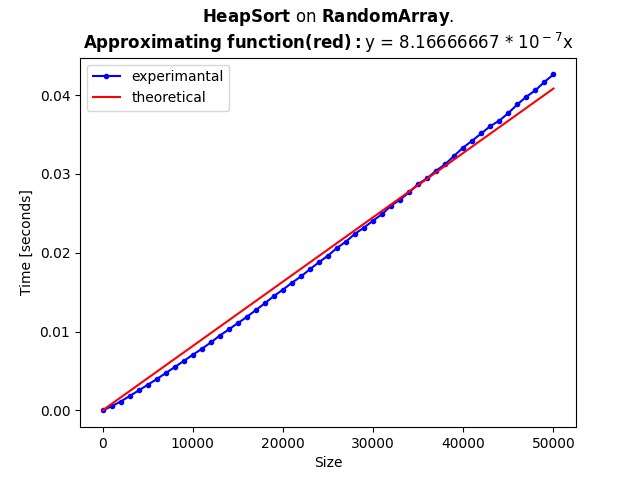 HeapSort on RandomArray.
Approximating function(red): y = 8.16666667 * 10⁻⁷x
experimantal
theoretical
0.04
0.03
0.02
0.01
0.00
Time [seconds]
0 10000 20000 30000 40000 50000
Size